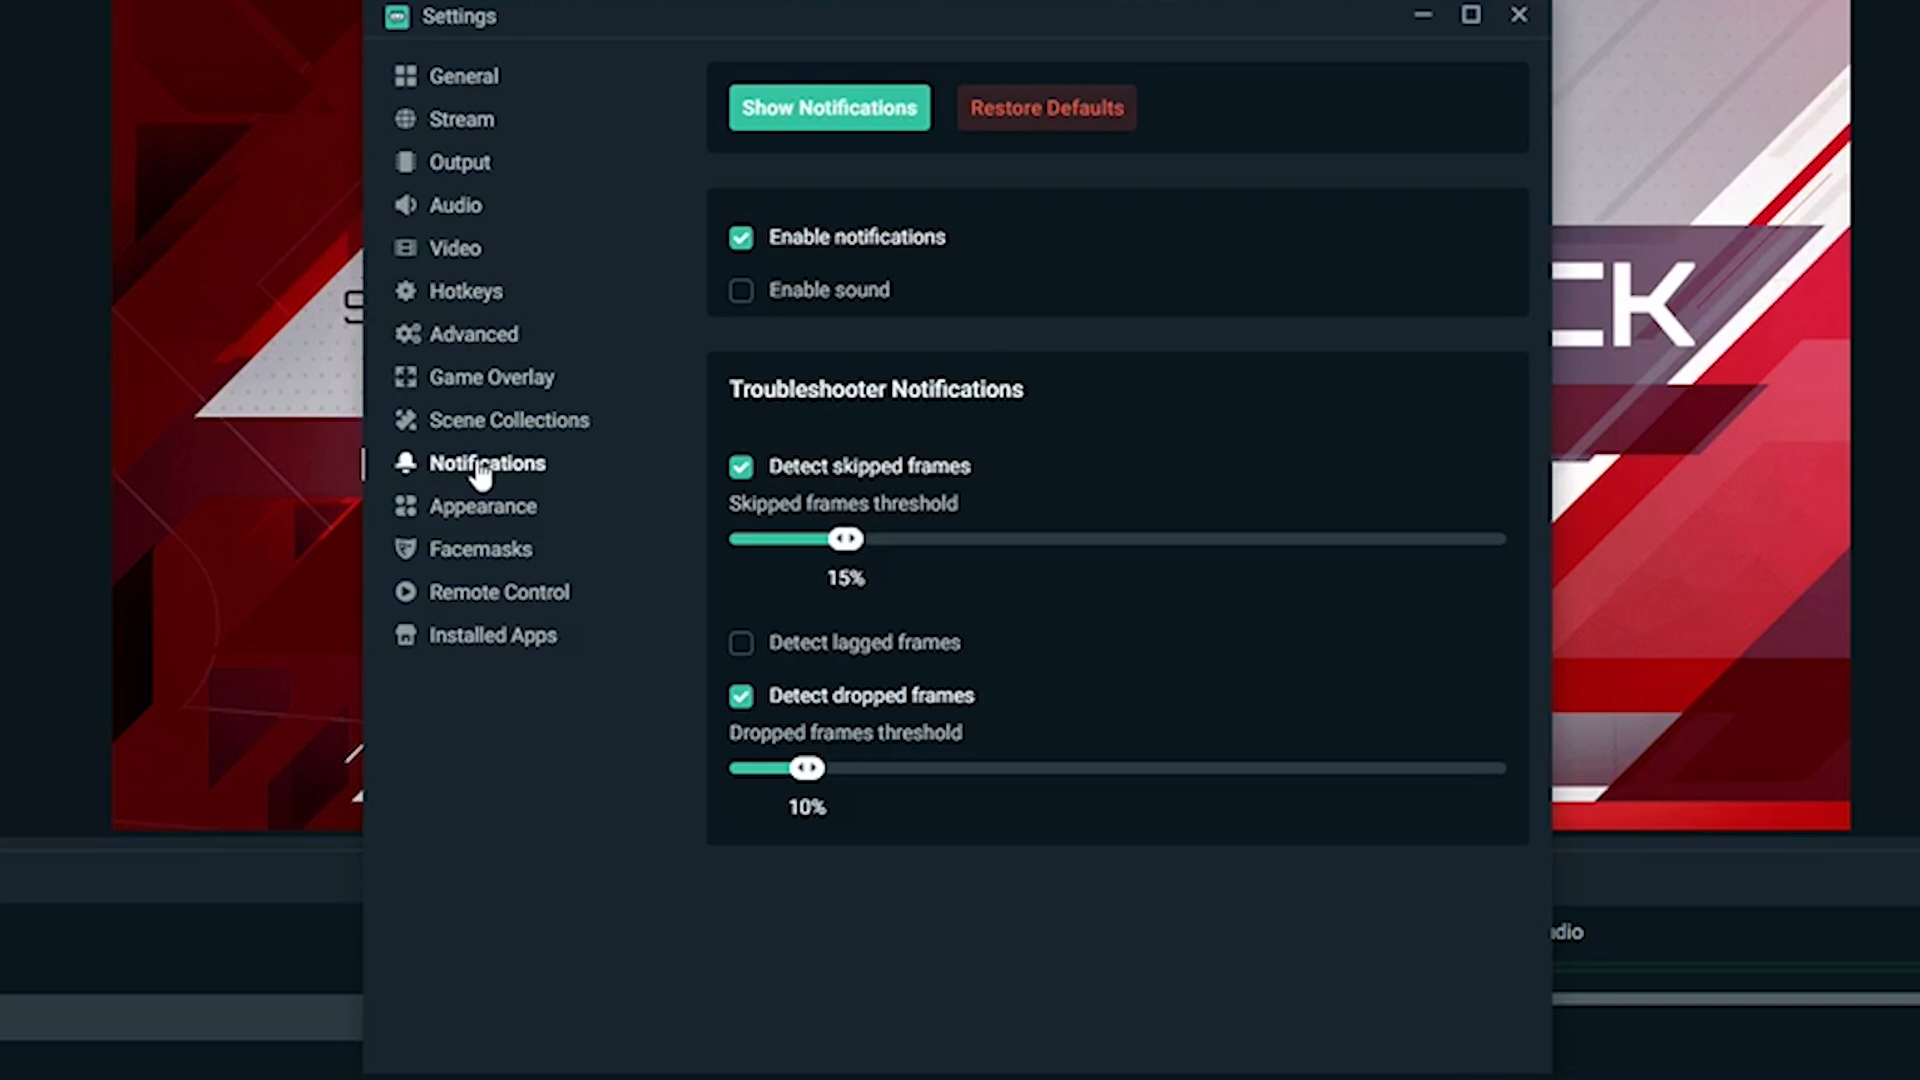 Settings
General
Stream
Output
Audio
Video
Hotkeys
Advanced
Game Overlay
Scene Collections
Notifications
Appearance
Facemasks
Remote Control
Installed Apps
Show Notifications
Restore Defaults
Enable notifications
Enable sound
Troubleshooter Notifications
Detect skipped frames
Skipped frames threshold
15%
Detect lagged frames
Detect dropped frames
Dropped frames threshold
10%
S
CK
dio